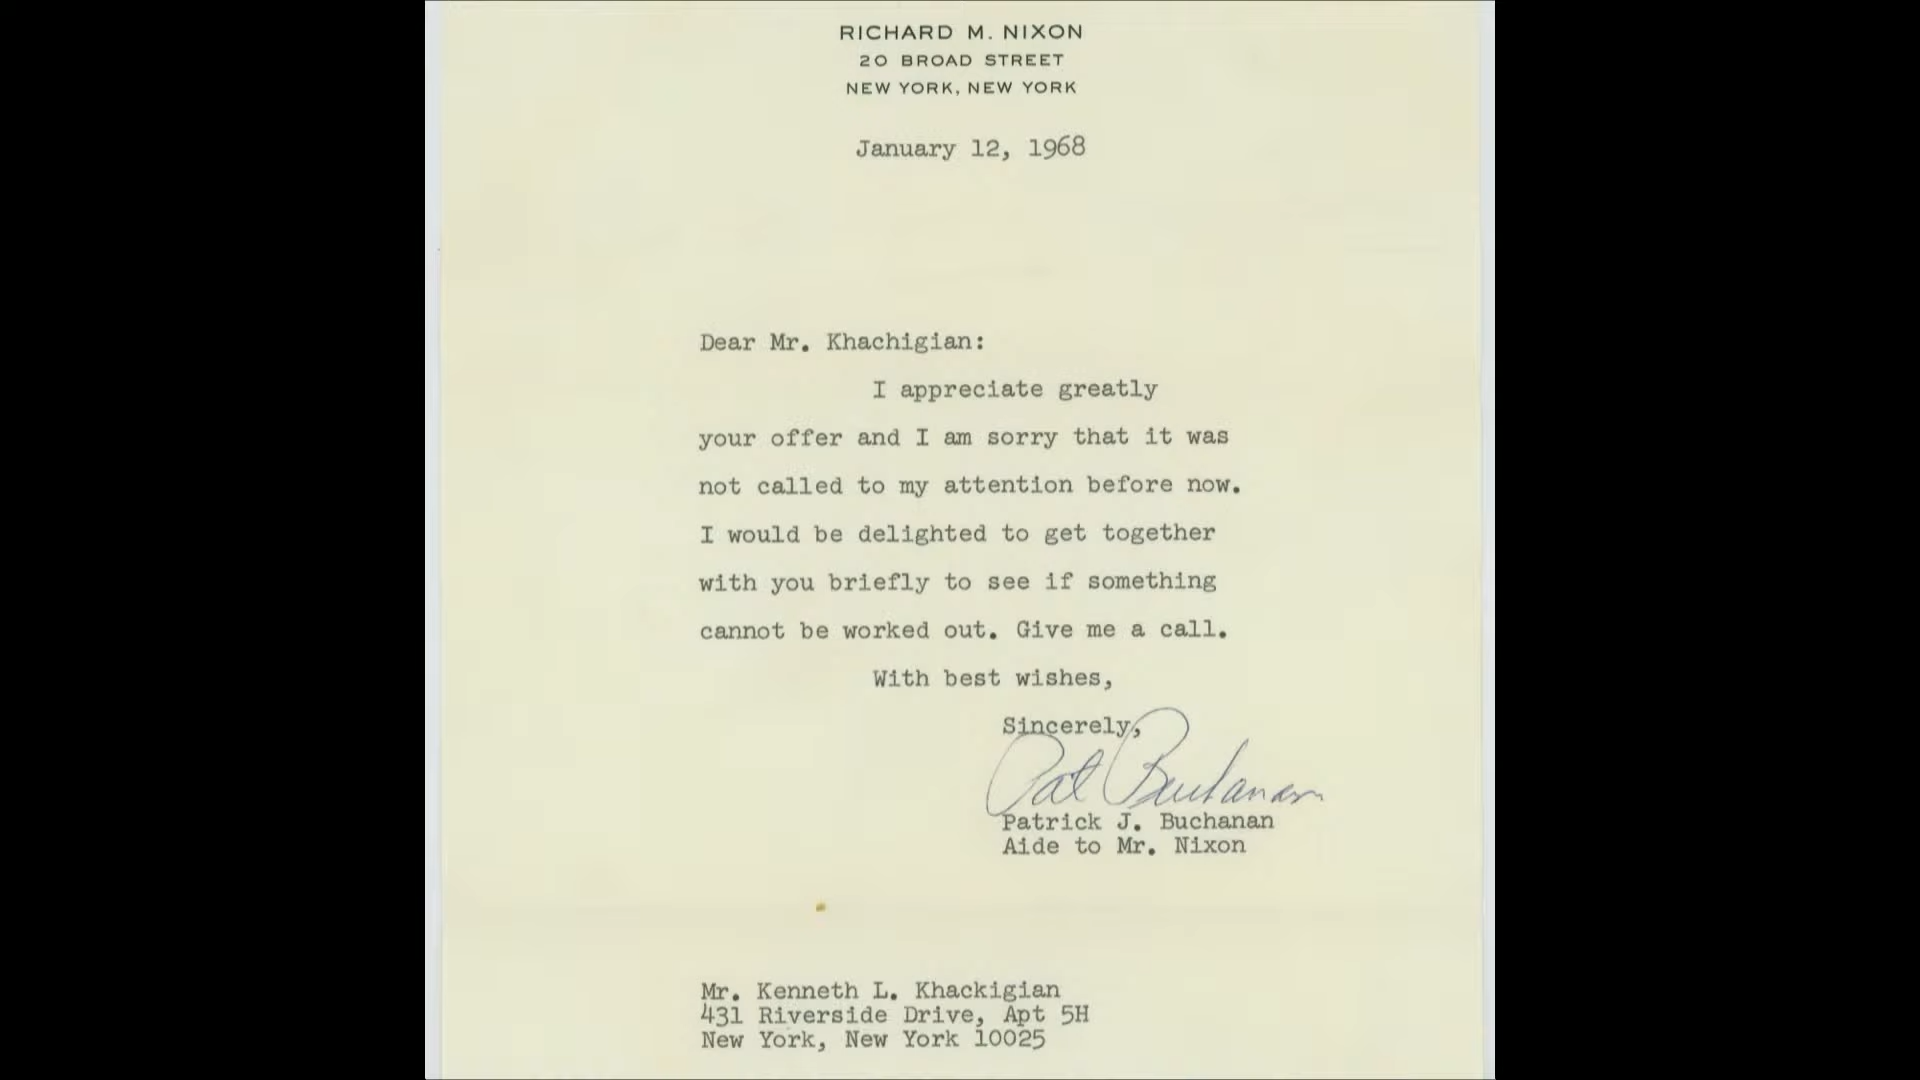 RICHARD M. NIXON
20 BROAD STREET
NEW YORK, NEW YORK
January 12, 1968
Dear Mr. Khachigian:
I appreciate greatly
your offer and I am sorry that it was
not called to my attention before now.
I would be delighted to get together
with you briefly to see if something
cannot be worked out. Give me a call.
With best wishes,
Sincerely,
Pat Buchanan
Patrick J. Buchanan
Aide to Mr. Nixon
Mr. Kenneth L. Khackigian
431 Riverside Drive, Apt 5H
New York, New York 10025